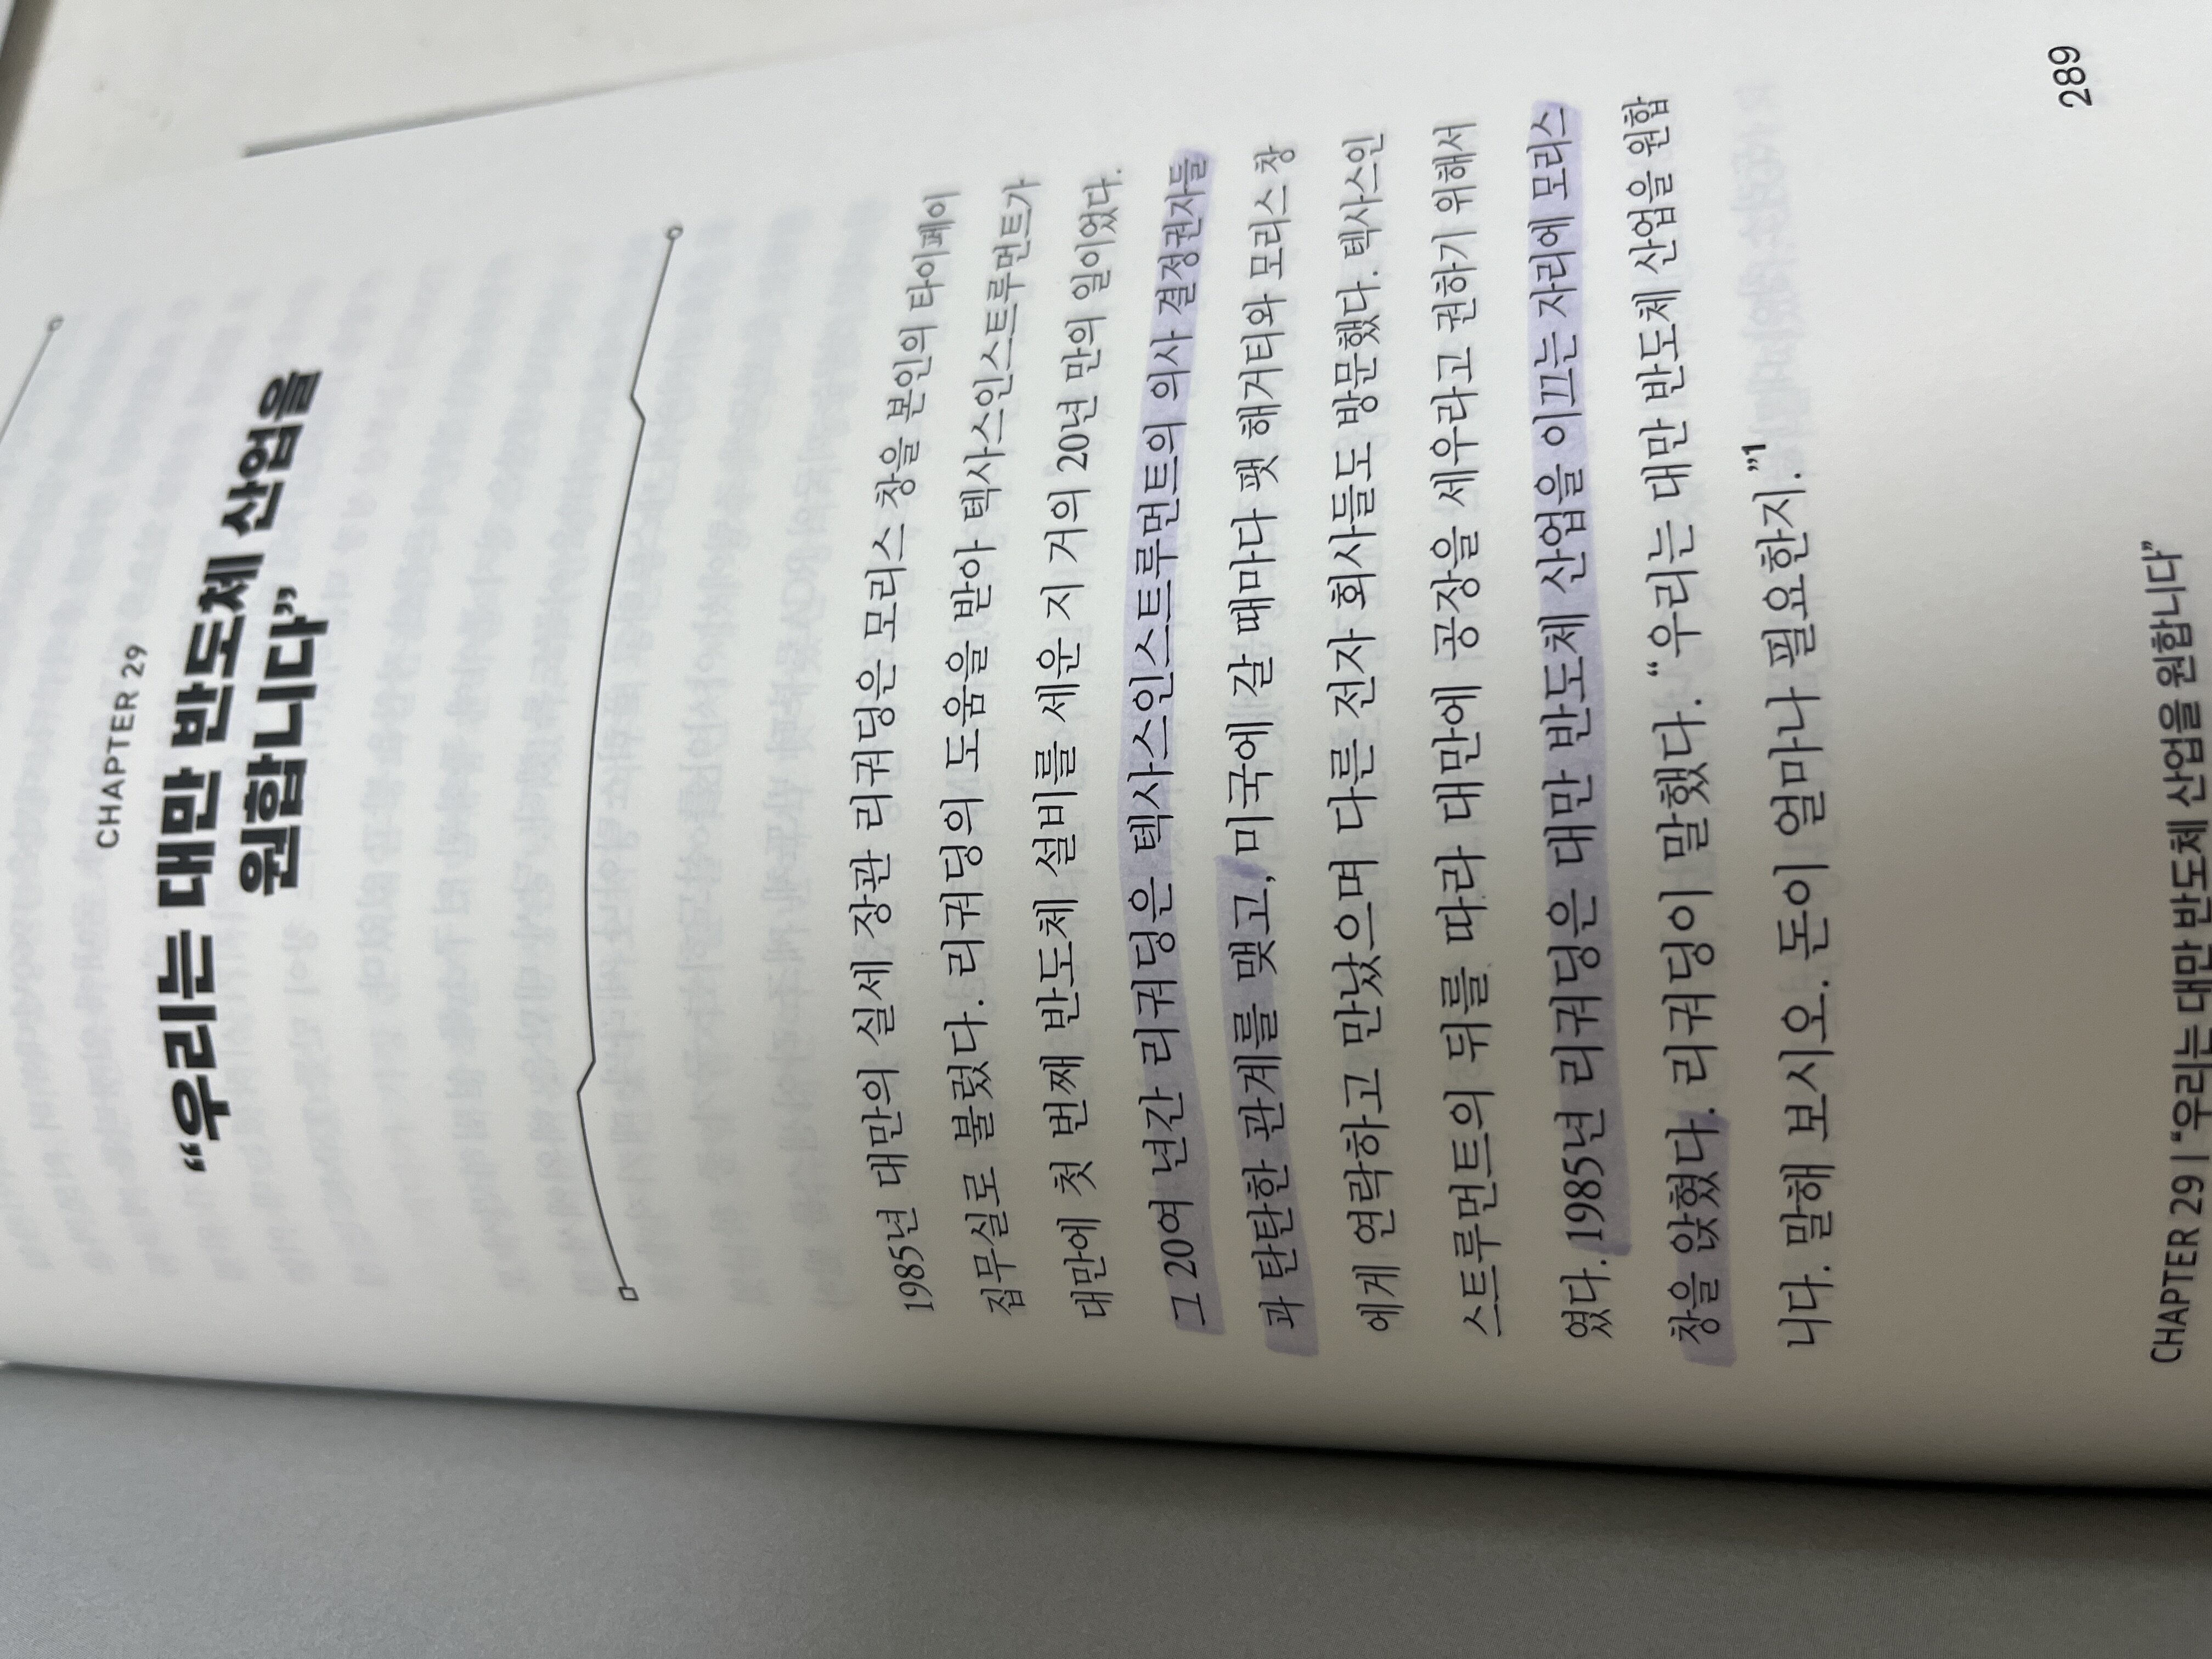 CHAPTER 29
“우리는 대만 반도체 산업을
원합니다”
1985년 대만의 실세 장관 리궈딩은 모리스 창을 본인의 타이페이
집무실로 불렀다. 리궈딩의 도움을 받아 텍사스인스트루먼트가
대만에 첫 번째 반도체 설비를 세운 지 거의 20년 만의 일이었다.
그 20여 년간 리궈딩은 텍사스인스트루먼트의 의사 결정권자들
과 탄탄한 관계를 맺고, 미국에 갈 때마다 팻 해거티와 모리스 창
에게 연락하고 만났으며 다른 전자 회사들도 방문했다. 텍사스인
스트루먼트의 뒤를 따라 대만에 공장을 세우라고 권하기 위해서
였다. 1985년 리궈딩은 대만 반도체 산업을 이끄는 자리에 모리스
창을 앉혔다. 리궈딩이 말했다. “우리는 대만 반도체 산업을 원합
니다. 말해 보시오. 돈이 얼마나 필요한지.”1
CHAPTER 29 | “우리는 대만 반도체 산업을 원합니다”
289